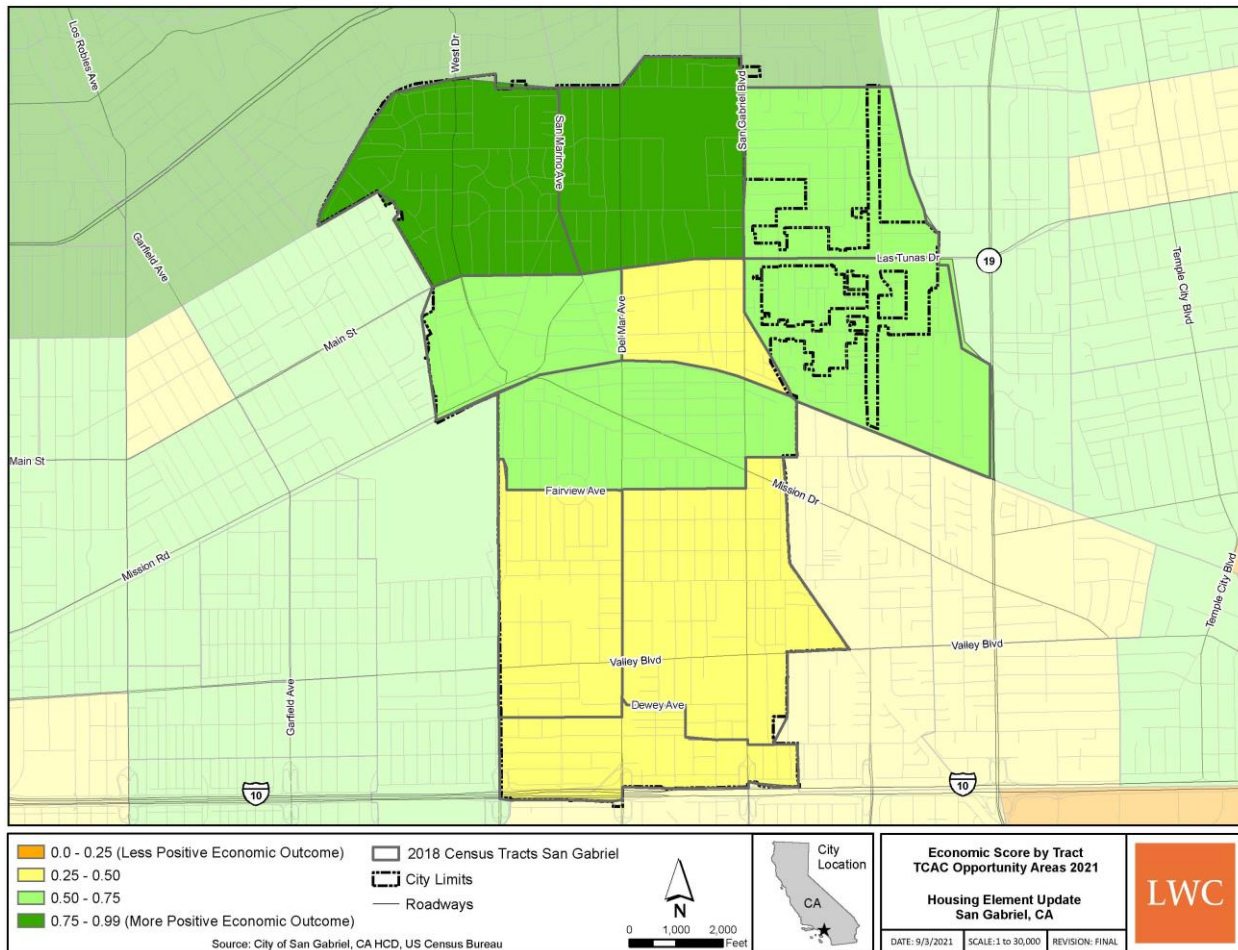 Los Robles Ave
West Dr
San Marino Ave
San Gabriel Blvd
Las Tunas Dr
19
Garfield Ave
Temple City Blvd
Main St
Del Mar Ave
Main St
Fairview Ave
Mission Dr
Mission Rd
Temple City Blvd
Valley Blvd
Valley Blvd
Garfield Ave
Dewey Ave
10
10
0.0 - 0.25 (Less Positive Economic Outcome)
0.25 - 0.50
0.50 - 0.75
0.75 - 0.99 (More Positive Economic Outcome)
2018 Census Tracts San Gabriel
City Limits
Roadways
Source: City of San Gabriel, CA HCD, US Census Bureau
N
0 1,000 2,000
Feet
City
Location
CA
Economic Score by Tract
TCAC Opportunity Areas 2021
Housing Element Update
San Gabriel, CA
DATE: 9/3/2021 SCALE:1 to 30,000 REVISION: FINAL
LWC